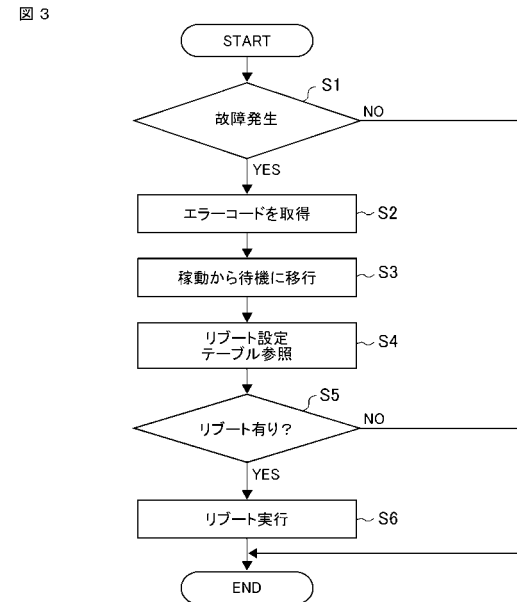 図 3
START
S1
故障発生
NO
YES
エラーコードを取得
S2
稼動から待機に移行
S3
リブート設定
テーブル参照
S4
S5
リブート有り？
NO
YES
リブート実行
S6
END